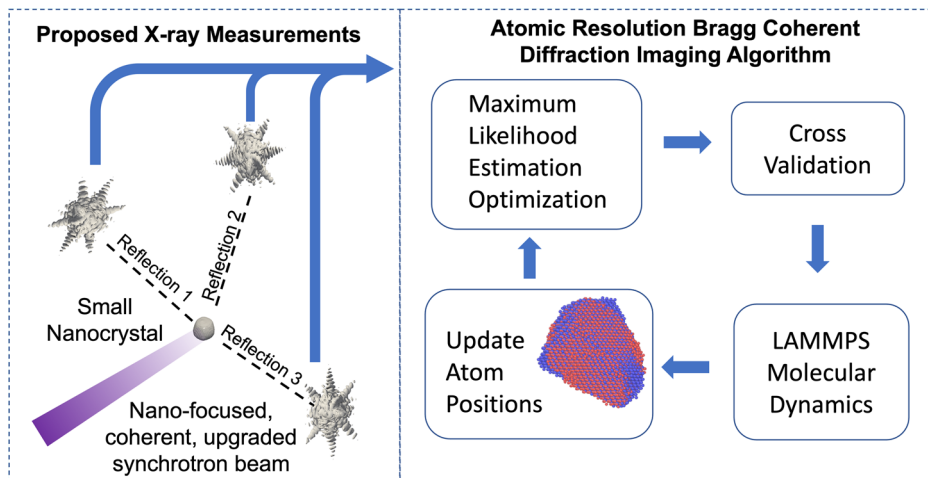 Proposed X-ray Measurements
Reflection 1
Reflection 2
Reflection 3
Small
Nanocrystal
Nano-focused,
coherent, upgraded
synchrotron beam
Atomic Resolution Bragg Coherent
Diffraction Imaging Algorithm
Maximum
Likelihood
Estimation
Optimization
Cross
Validation
LAMMPS
Molecular
Dynamics
Update
Atom
Positions